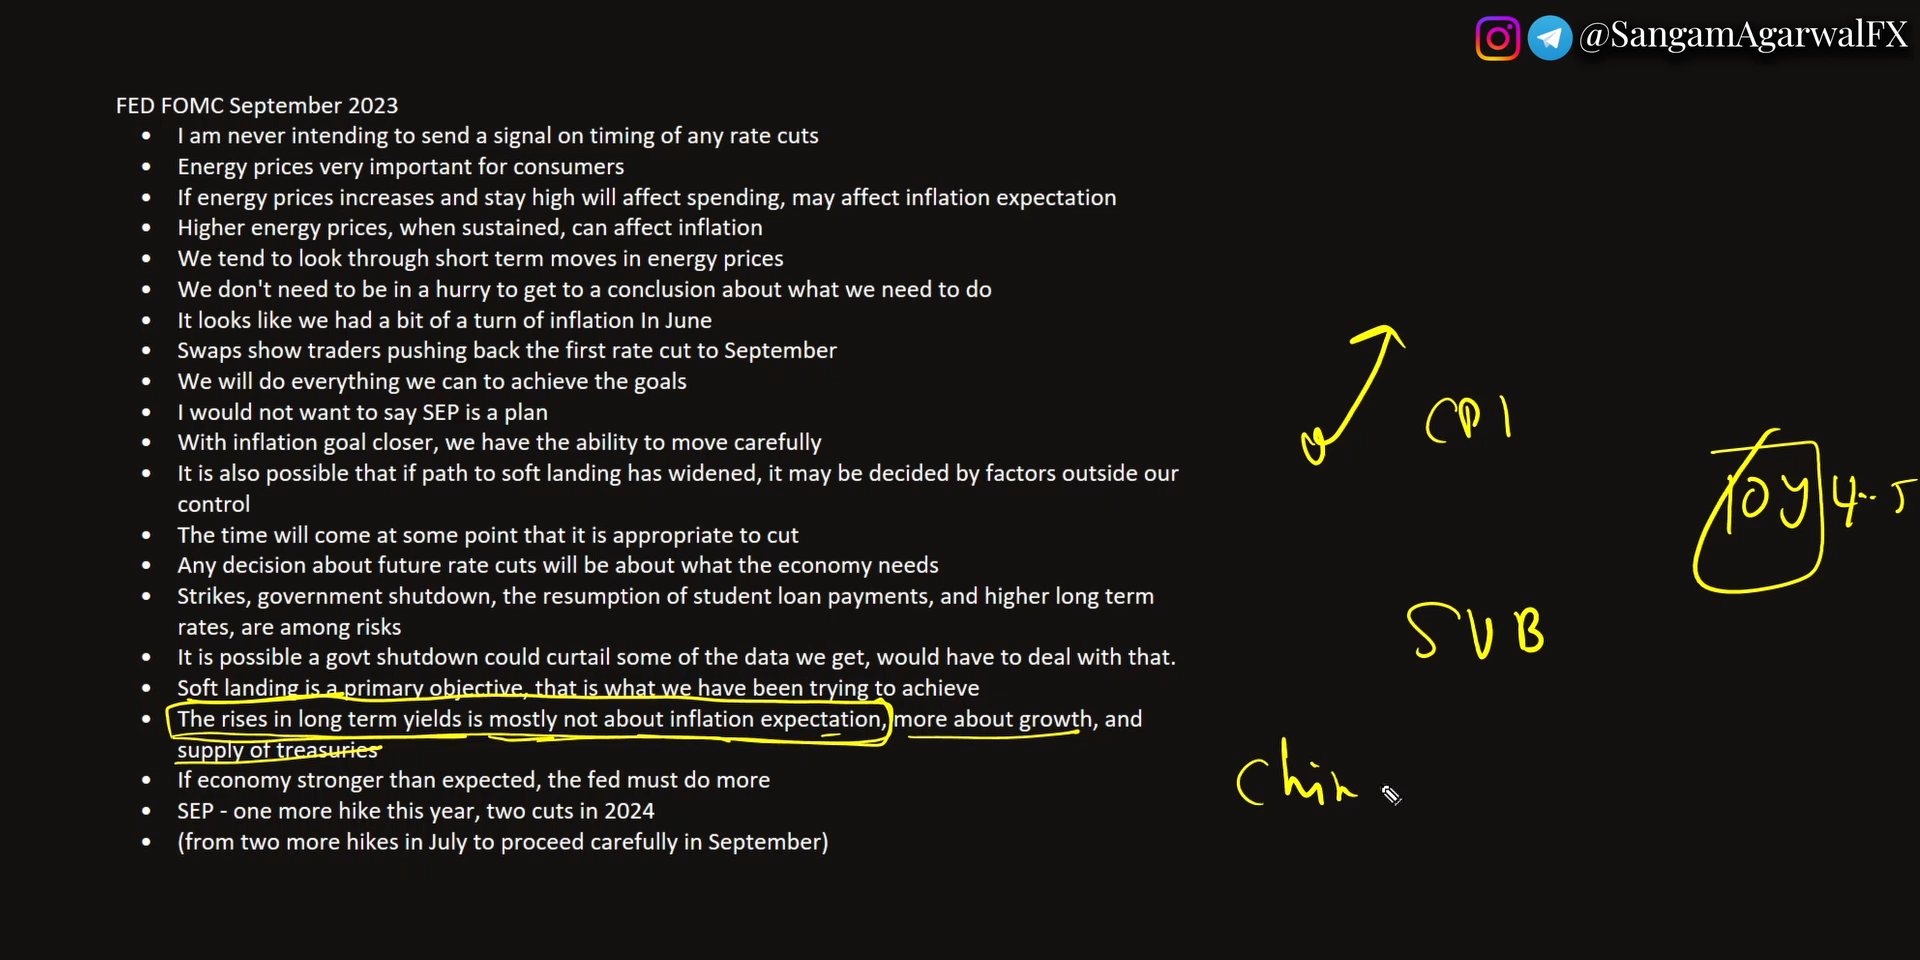 @SangamAgarwalFX
FED FOMC September 2023
• I am never intending to send a signal on timing of any rate cuts
• Energy prices very important for consumers
• If energy prices increases and stay high will affect spending, may affect inflation expectation
• Higher energy prices, when sustained, can affect inflation
• We tend to look through short term moves in energy prices
• We don't need to be in a hurry to get to a conclusion about what we need to do
• It looks like we had a bit of a turn of inflation In June
• Swaps show traders pushing back the first rate cut to September
• We will do everything we can to achieve the goals
• I would not want to say SEP is a plan
• With inflation goal closer, we have the ability to move carefully
• It is also possible that if path to soft landing has widened, it may be decided by factors outside our
control
• The time will come at some point that it is appropriate to cut
• Any decision about future rate cuts will be about what the economy needs
• Strikes, government shutdown, the resumption of student loan payments, and higher long term
rates, are among risks
• It is possible a govt shutdown could curtail some of the data we get, would have to deal with that.
• Soft landing is a primary objective, that is what we have been trying to achieve
• The rises in long term yields is mostly not about inflation expectation, more about growth, and
supply of treasuries
• If economy stronger than expected, the fed must do more
• SEP - one more hike this year, two cuts in 2024
• (from two more hikes in July to proceed carefully in September)
CPI
10y 4.5
SVB
Chin